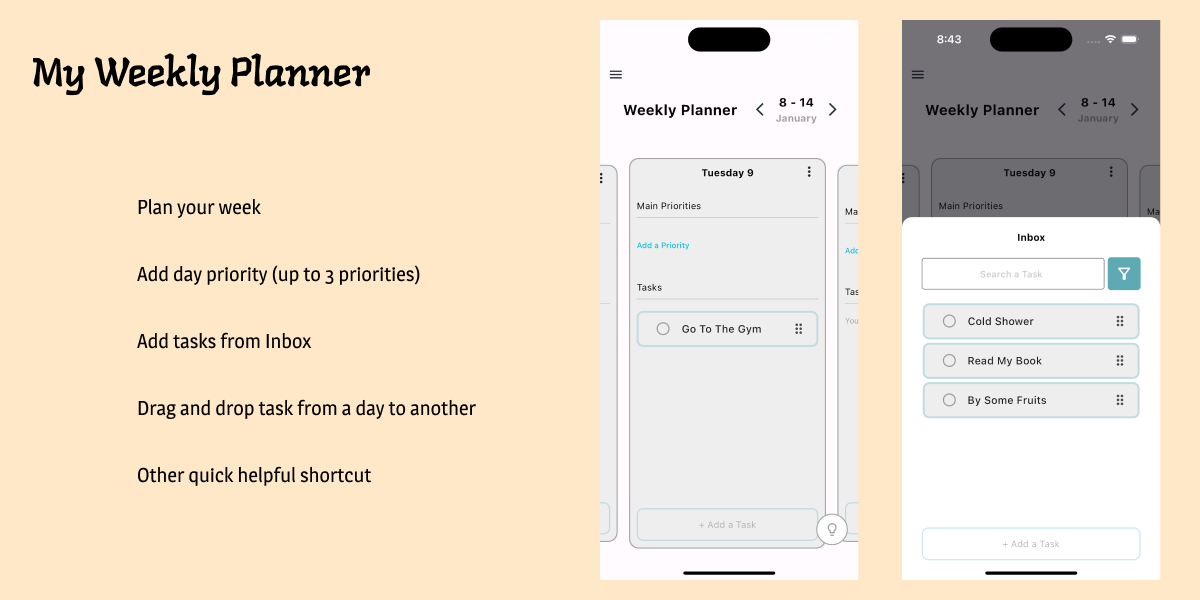 My Weekly Planner
Plan your week
Add day priority (up to 3 priorities)
Add tasks from Inbox
Drag and drop task from a day to another
Other quick helpful shortcut
Weekly Planner
8 - 14
January
Tuesday 9
Main Priorities
Add a Priority
Tasks
Go To The Gym
+ Add a Task
Ma
Add
Tas
You
8:43
Weekly Planner
8 - 14
January
Tuesday 9
Main Priorities
Ma
Inbox
Search a Task
Cold Shower
Read My Book
By Some Fruits
+ Add a Task